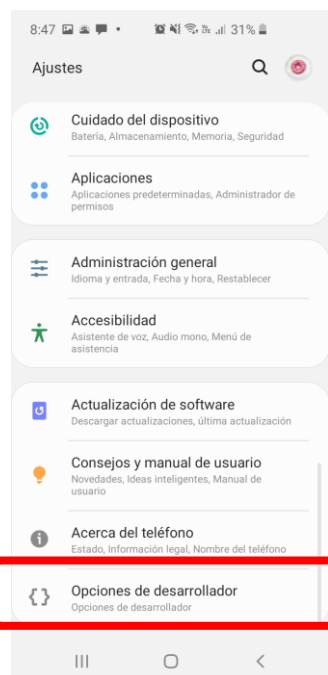 8:47 31%
Ajustes
Cuidado del dispositivo
Batería, Almacenamiento, Memoria, Seguridad
Aplicaciones
Aplicaciones predeterminadas, Administrador de
permisos
Administración general
Idioma y entrada, Fecha y hora, Restablecer
Accesibilidad
Asistente de voz, Audio mono, Menú de
asistencia
Actualización de software
Descargar actualizaciones, última actualización
Consejos y manual de usuario
Novedades, Ideas inteligentes, Manual de
usuario
Acerca del teléfono
Estado, Información legal, Nombre del teléfono
Opciones de desarrollador
Opciones de desarrollador